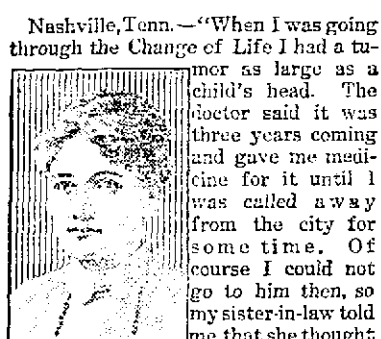 Nashville, Tenn.—"When I was going
through the Change of Life I had a tu-
mor as large as a
child's head. The
doctor said it was
three years coming
and gave me medi-
cine for it until I
was called away
from the city for
some time. Of
course I could not
go to him then, so
my sister-in-law told
me that she thought